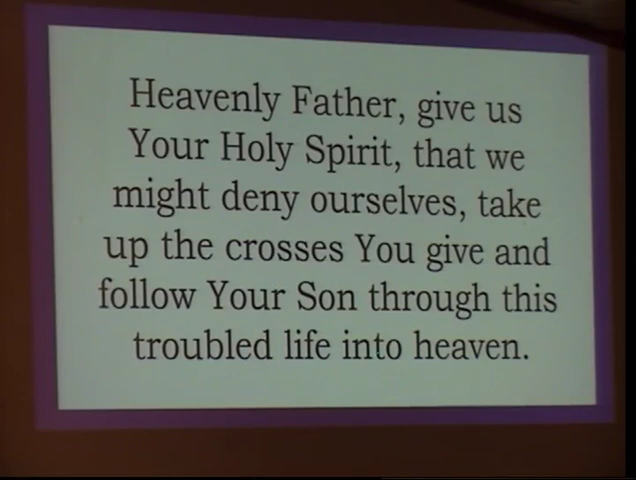 Heavenly Father, give us
Your Holy Spirit, that we
might deny ourselves, take
up the crosses You give and
follow Your Son through this
troubled life into heaven.